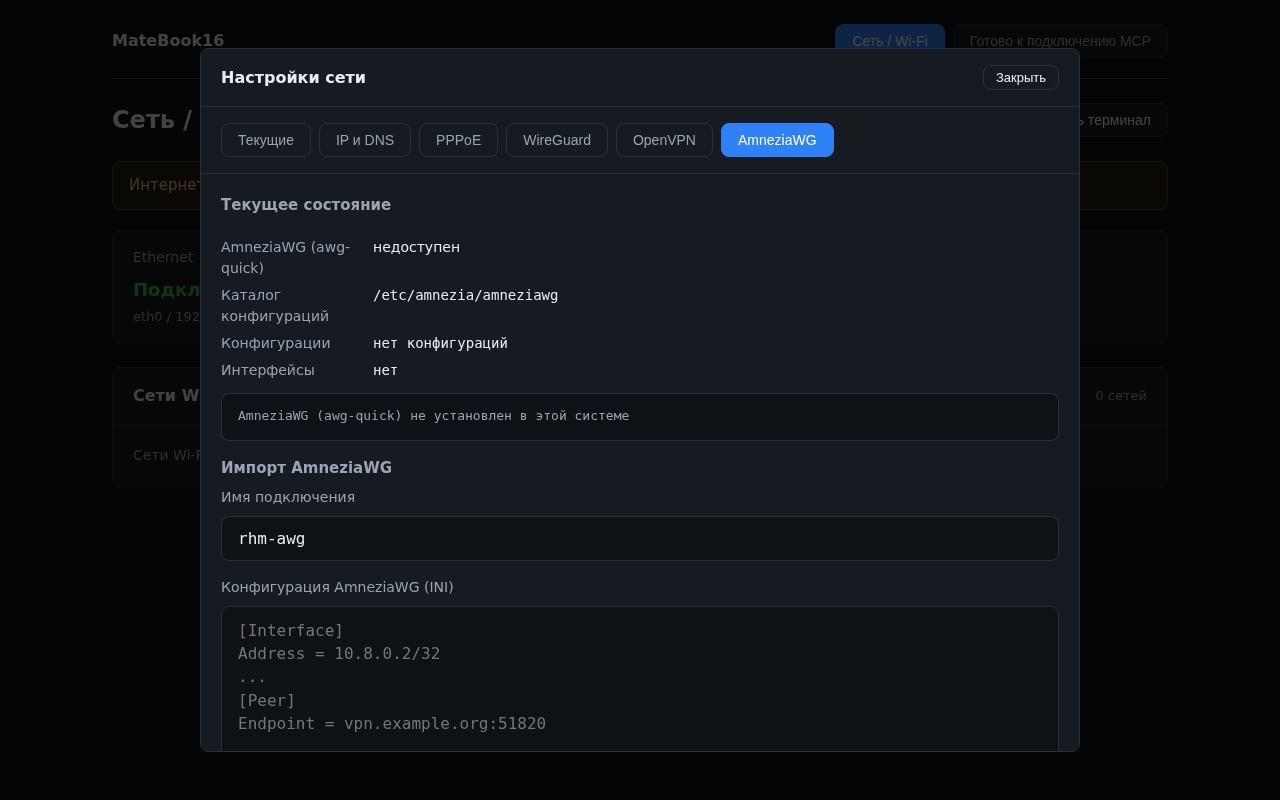 MateBook16
Сеть / Wi-Fi
Готово к подключению MCP
Настройки сети
Закрыть
Сеть /
терминал
Текущие
IP и DNS
PPPoE
WireGuard
OpenVPN
AmneziaWG
Интернет
Текущее состояние
AmneziaWG (awg-
quick)
недоступен
Ethernet
Каталог
конфигураций
/etc/amnezia/amneziawg
eth0 / 192
Конфигурации
нет конфигураций
Интерфейсы
нет
Сети W
0 сетей
AmneziaWG (awg-quick) не установлен в этой системе
Сети Wi-F
Импорт AmneziaWG
Имя подключения
rhm-awg
Конфигурация AmneziaWG (INI)
[Interface]
Address = 10.8.0.2/32
...
[Peer]
Endpoint = vpn.example.org:51820